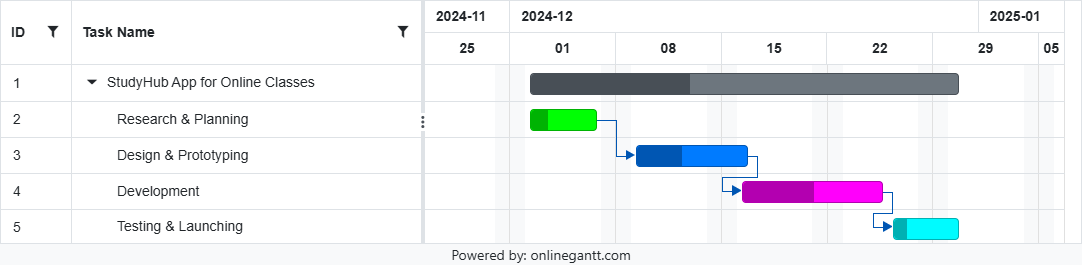 ID Task Name 2024-11 2024-12 2025-01
25 01 08 15 22 29 05
1 StudyHub App for Online Classes
2 Research & Planning
3 Design & Prototyping
4 Development
5 Testing & Launching
Powered by: onlinegantt.com